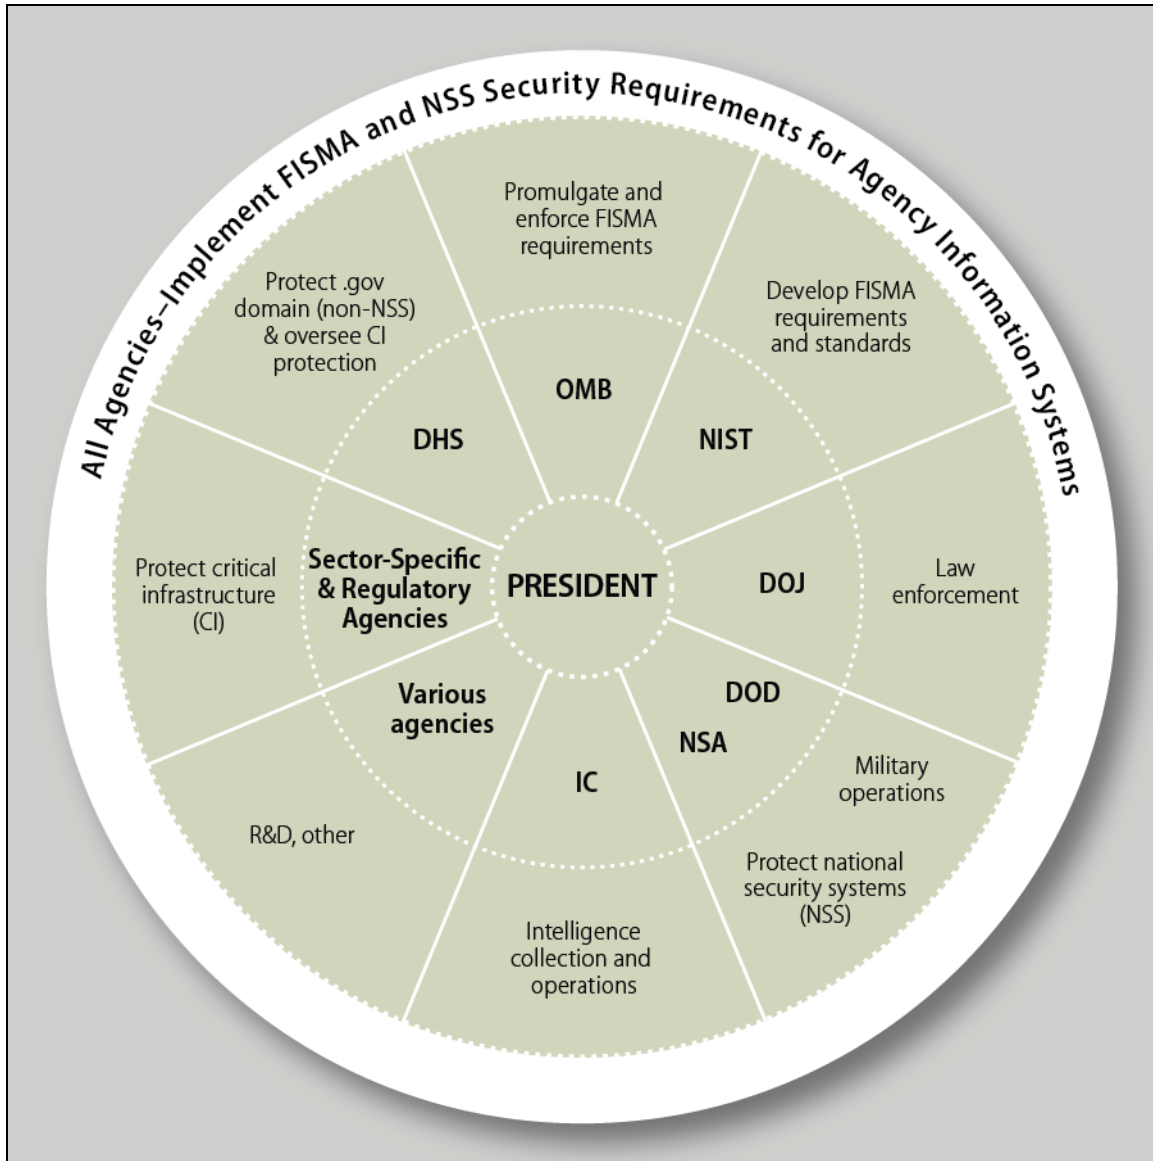 All Agencies–Implement FISMA and NSS Security Requirements for Agency Information Systems
Promulgate and
enforce FISMA
requirements
OMB
Develop FISMA
requirements
and standards
NIST
Law
enforcement
DOJ
Military
operations
DOD
Protect national
security systems
(NSS)
NSA
Intelligence
collection and
operations
IC
R&D, other
Various
agencies
Protect critical
infrastructure
(CI)
Sector-Specific
& Regulatory
Agencies
Protect .gov
domain (non-NSS)
& oversee CI
protection
DHS
PRESIDENT